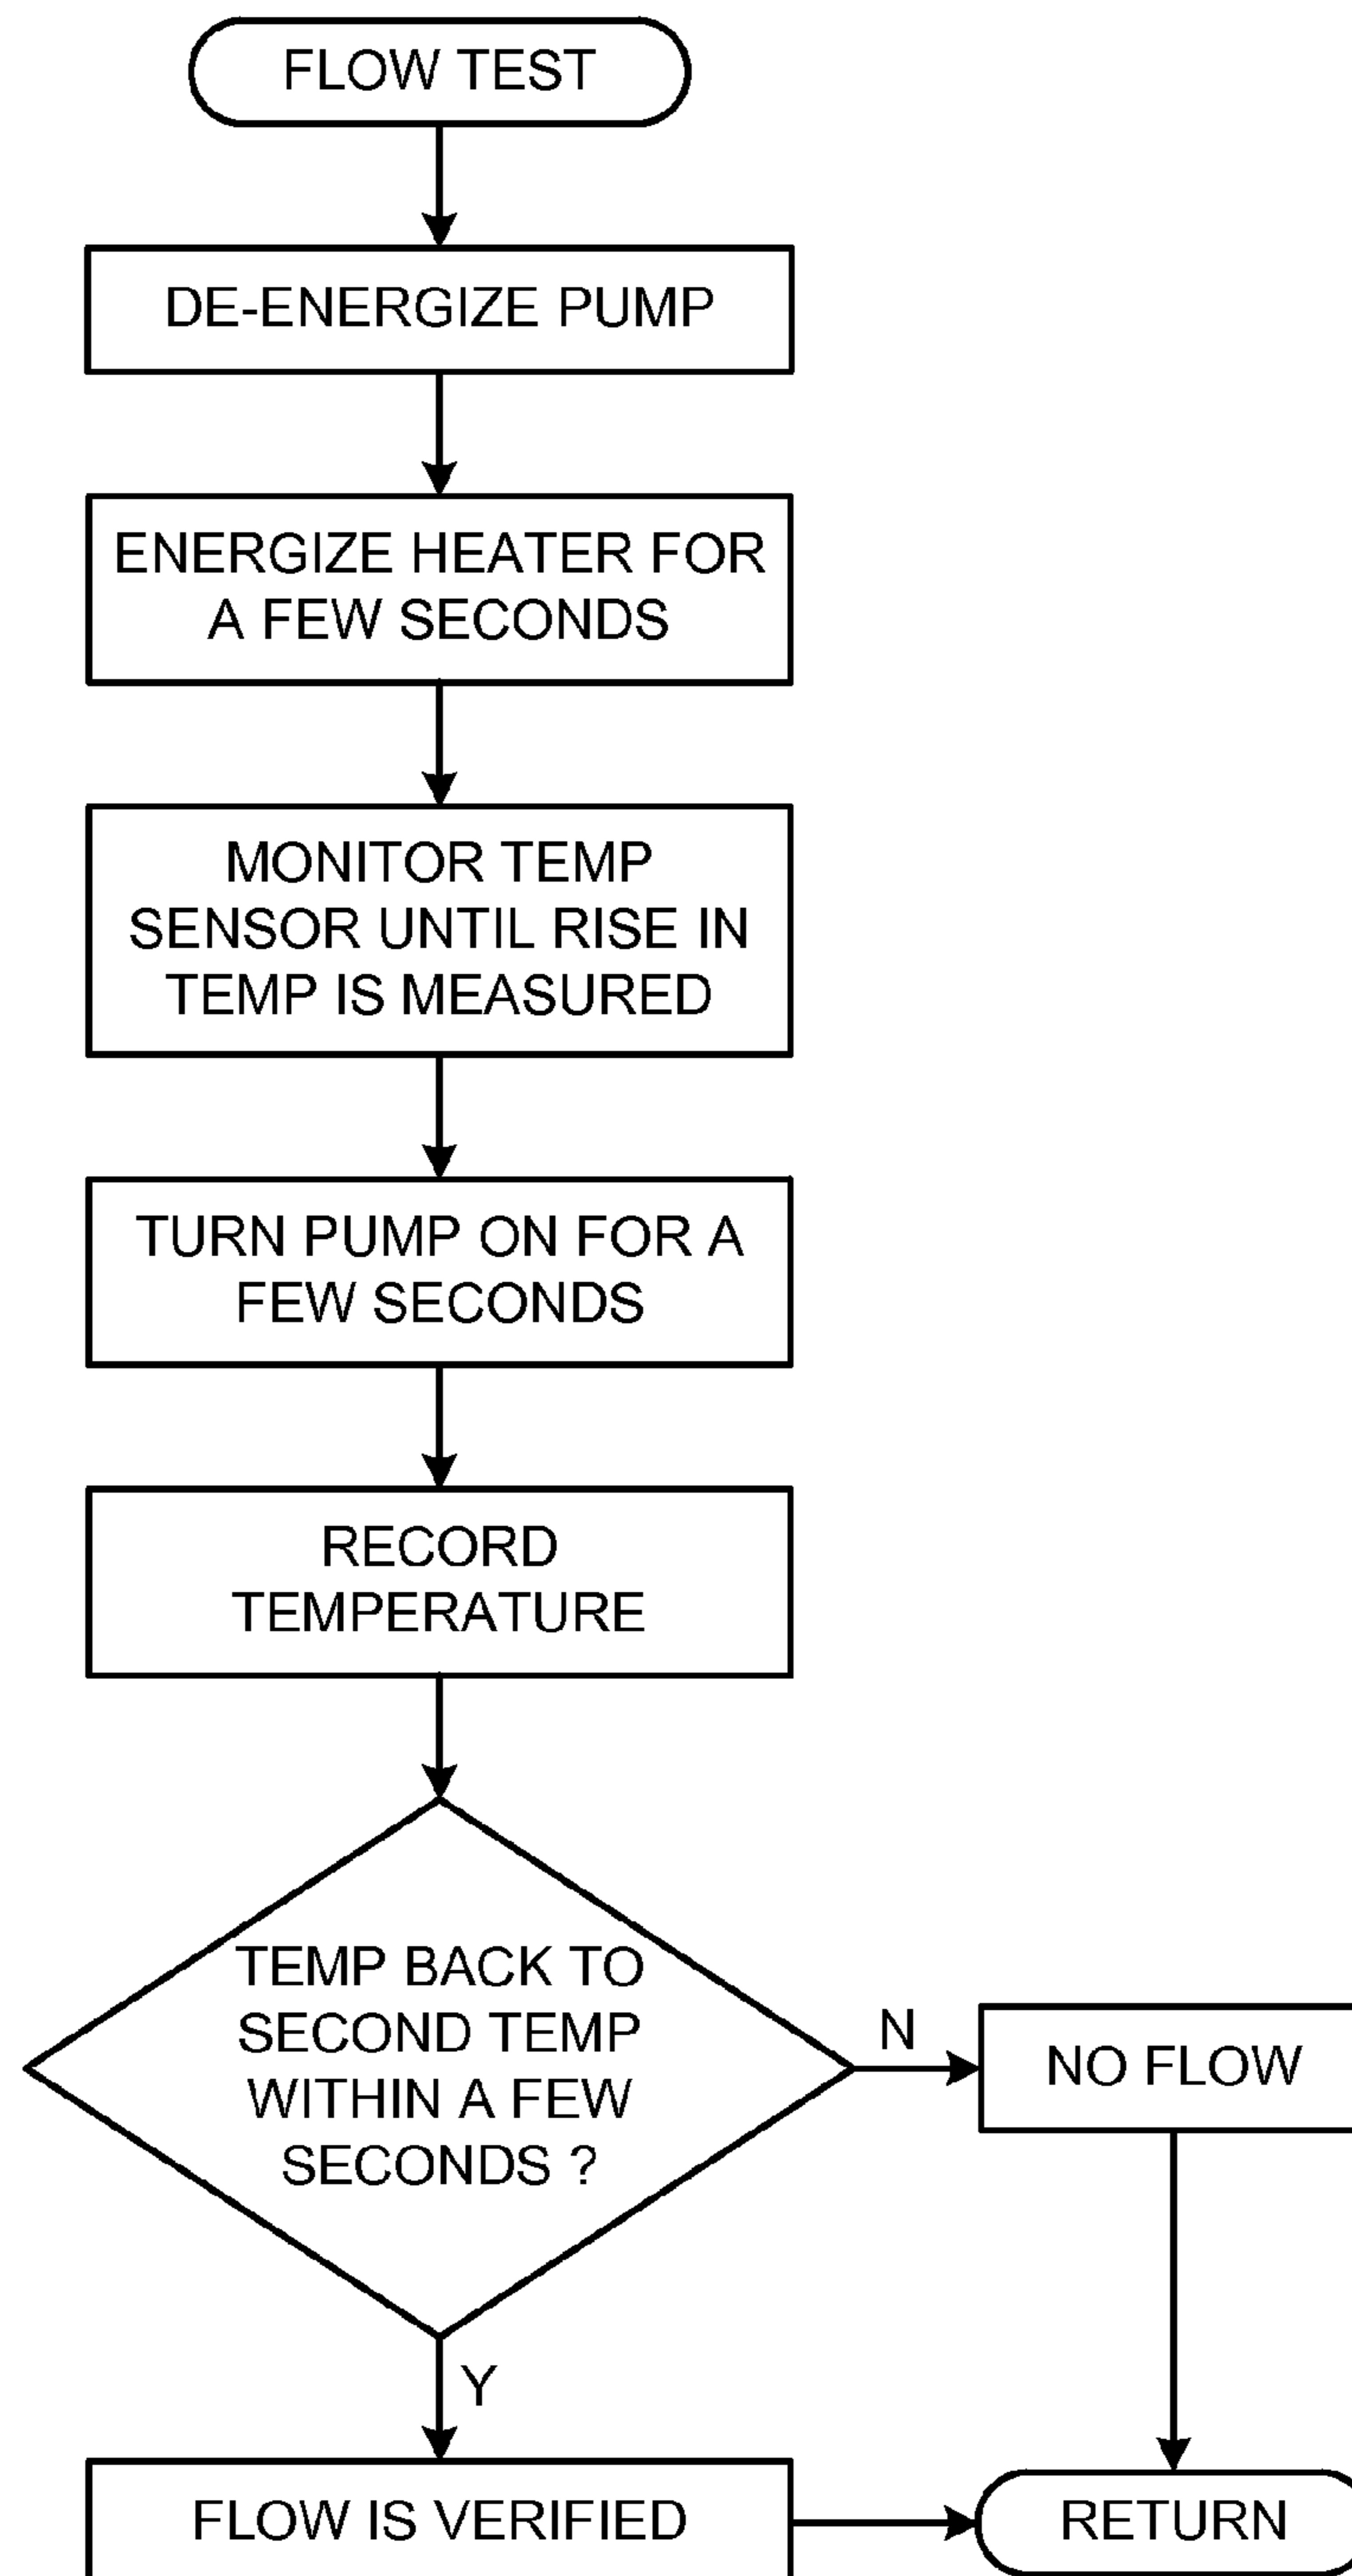 FLOW TEST
DE-ENERGIZE PUMP
ENERGIZE HEATER FOR
A FEW SECONDS
MONITOR TEMP
SENSOR UNTIL RISE IN
TEMP IS MEASURED
TURN PUMP ON FOR A
FEW SECONDS
RECORD
TEMPERATURE
TEMP BACK TO
SECOND TEMP
WITHIN A FEW
SECONDS ?
N
NO FLOW
Y
FLOW IS VERIFIED
RETURN